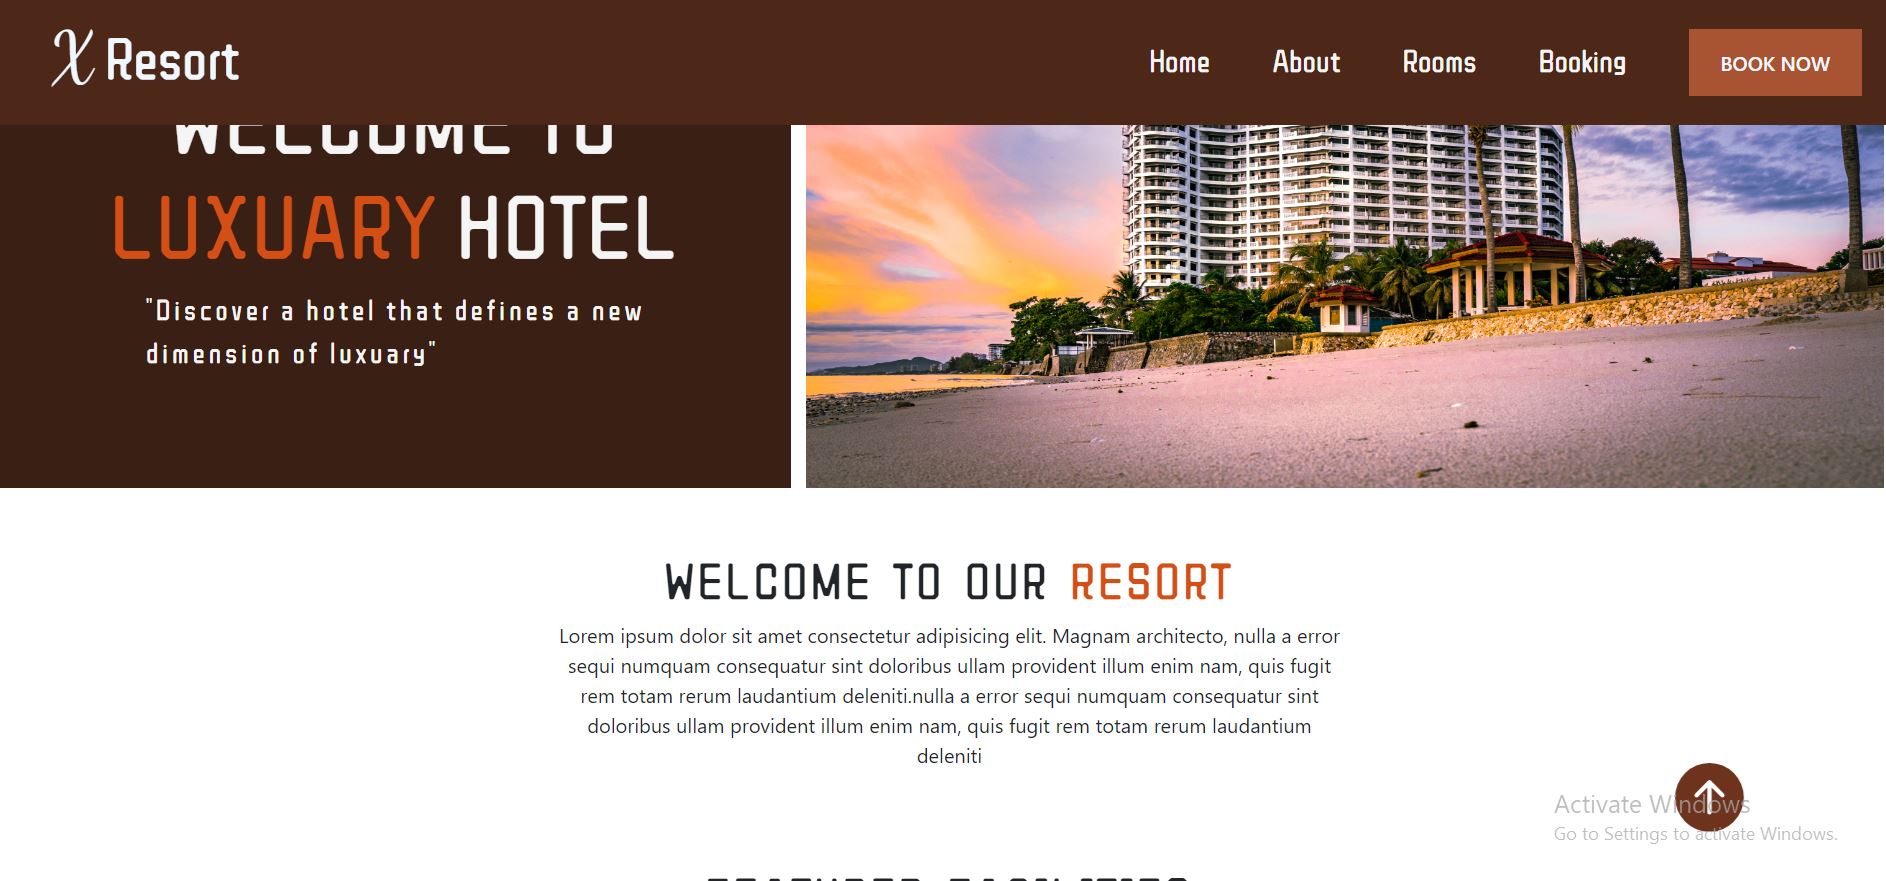 X Resort
Home About Rooms Booking BOOK NOW
WELCOME TO
LUXUARY HOTEL
"Discover a hotel that defines a new
dimension of luxuary"
WELCOME TO OUR RESORT
Lorem ipsum dolor sit amet consectetur adipisicing elit. Magnam architecto, nulla a error
sequi numquam consequatur sint doloribus ullam provident illum enim nam, quis fugit
rem totam rerum laudantium deleniti.nulla a error sequi numquam consequatur sint
doloribus ullam provident illum enim nam, quis fugit rem totam rerum laudantium
deleniti
Activate Windows
Go to Settings to activate Windows.